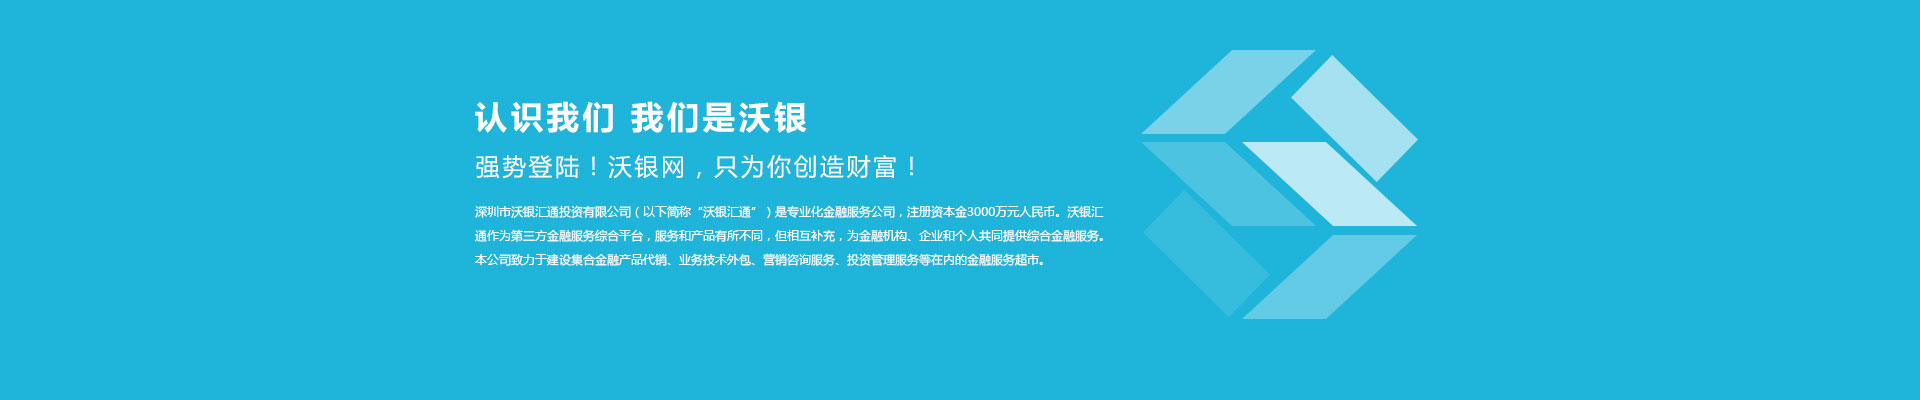 认识我们 我们是沃银
强势登陆！沃银网，只为你创造财富！
深圳市沃银汇通投资有限公司（以下简称“沃银汇通”）是专业化金融服务公司，注册资本金3000万元人民币。沃银汇
通作为第三方金融服务综合平台，服务和产品有所不同，但相互补充，为金融机构、企业和个人共同提供综合金融服务。
本公司致力于建设集合金融产品代销、业务技术外包、营销咨询服务、投资管理服务等在内的金融服务超市。